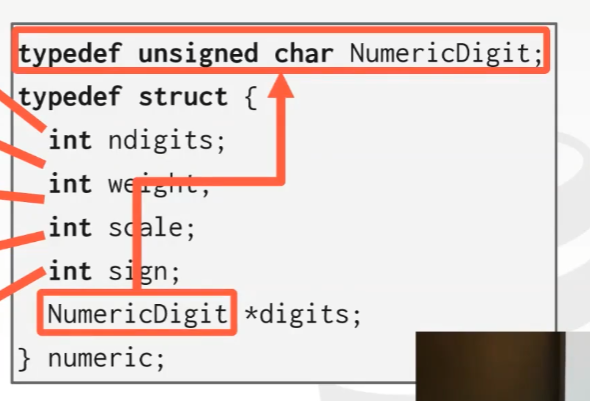 typedef unsigned char NumericDigit;
typedef struct {
int ndigits;
int weight;
int scale;
int sign;
NumericDigit *digits;
} numeric;